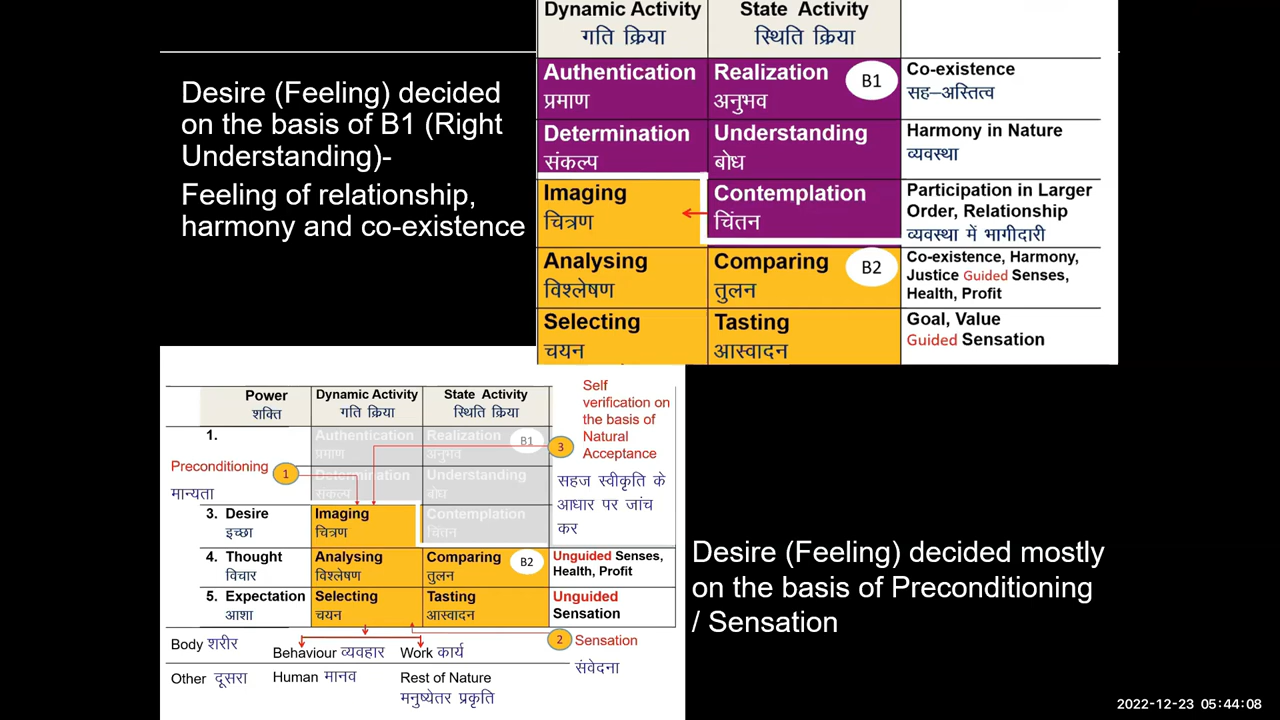 Dynamic Activity State Activity
गति क्रिया स्थिति क्रिया
Desire (Feeling) decided
on the basis of B1 (Right
Understanding)-
Feeling of relationship,
harmony and co-existence
Authentication Realization B1 Co-existence
प्रमाण अनुभव सह–अस्तित्व
Determination Understanding Harmony in Nature
संकल्प बोध व्यवस्था
Imaging Contemplation Participation in Larger
Order, Relationship
चित्रण चिंतन व्यवस्था में भागीदारी
Analysing Comparing B2 Co-existence, Harmony,
Justice Guided Senses,
विश्लेषण तुलन Health, Profit
Selecting Tasting Goal, Value
चयन आस्वादन Guided Sensation
Power Dynamic Activity State Activity
शक्ति गति क्रिया स्थिति क्रिया
Self
verification on
the basis of
Natural
Acceptance
सहज स्वीकृति के
आधार पर जांच
कर
1. Authentication Realization B1
प्रमाण अनुभव 3
Preconditioning 1 Determination Understanding
मान्यता संकल्प बोध
3. Desire Imaging Contemplation
इच्छा चित्रण चिंतन
4. Thought Analysing Comparing B2 Unguided Senses,
विचार विश्लेषण तुलन Health, Profit
5. Expectation Selecting Tasting Unguided
आशा चयन आस्वादन Sensation
Body शरीर Behaviour व्यवहार Work कार्य 2 Sensation
संवेदना
Other दूसरा Human मानव Rest of Nature
मनुष्येतर प्रकृति
Desire (Feeling) decided mostly
on the basis of Preconditioning
/ Sensation
2022-12-23 05:44:08